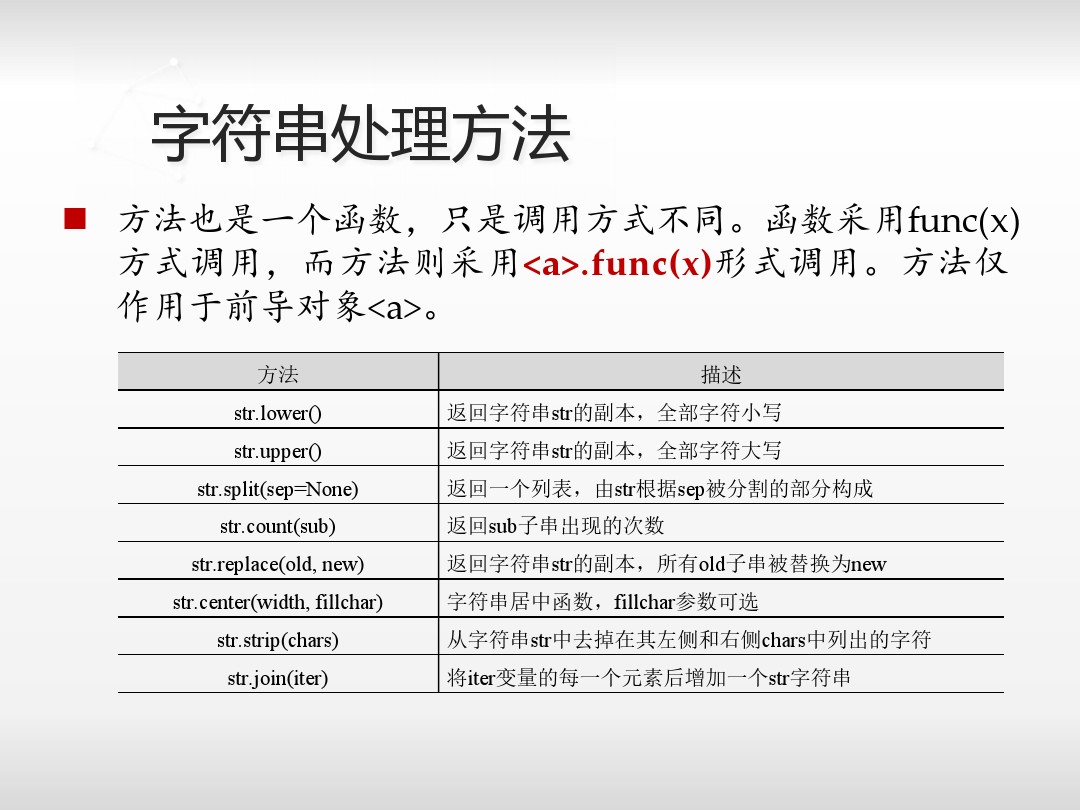 字符串处理方法
方法也是一个函数，只是调用方式不同。函数采用func(x)
方式调用，而方法则采用<a>.func(x)形式调用。方法仅
作用于前导对象<a>。
方法 描述
str.lower() 返回字符串str的副本，全部字符小写
str.upper() 返回字符串str的副本，全部字符大写
str.split(sep=None) 返回一个列表，由str根据sep被分割的部分构成
str.count(sub) 返回sub子串出现的次数
str.replace(old, new) 返回字符串str的副本，所有old子串被替换为new
str.center(width, fillchar) 字符串居中函数，fillchar参数可选
str.strip(chars) 从字符串str中去掉在其左侧和右侧chars中列出的字符
str.join(iter) 将iter变量的每一个元素后增加一个str字符串